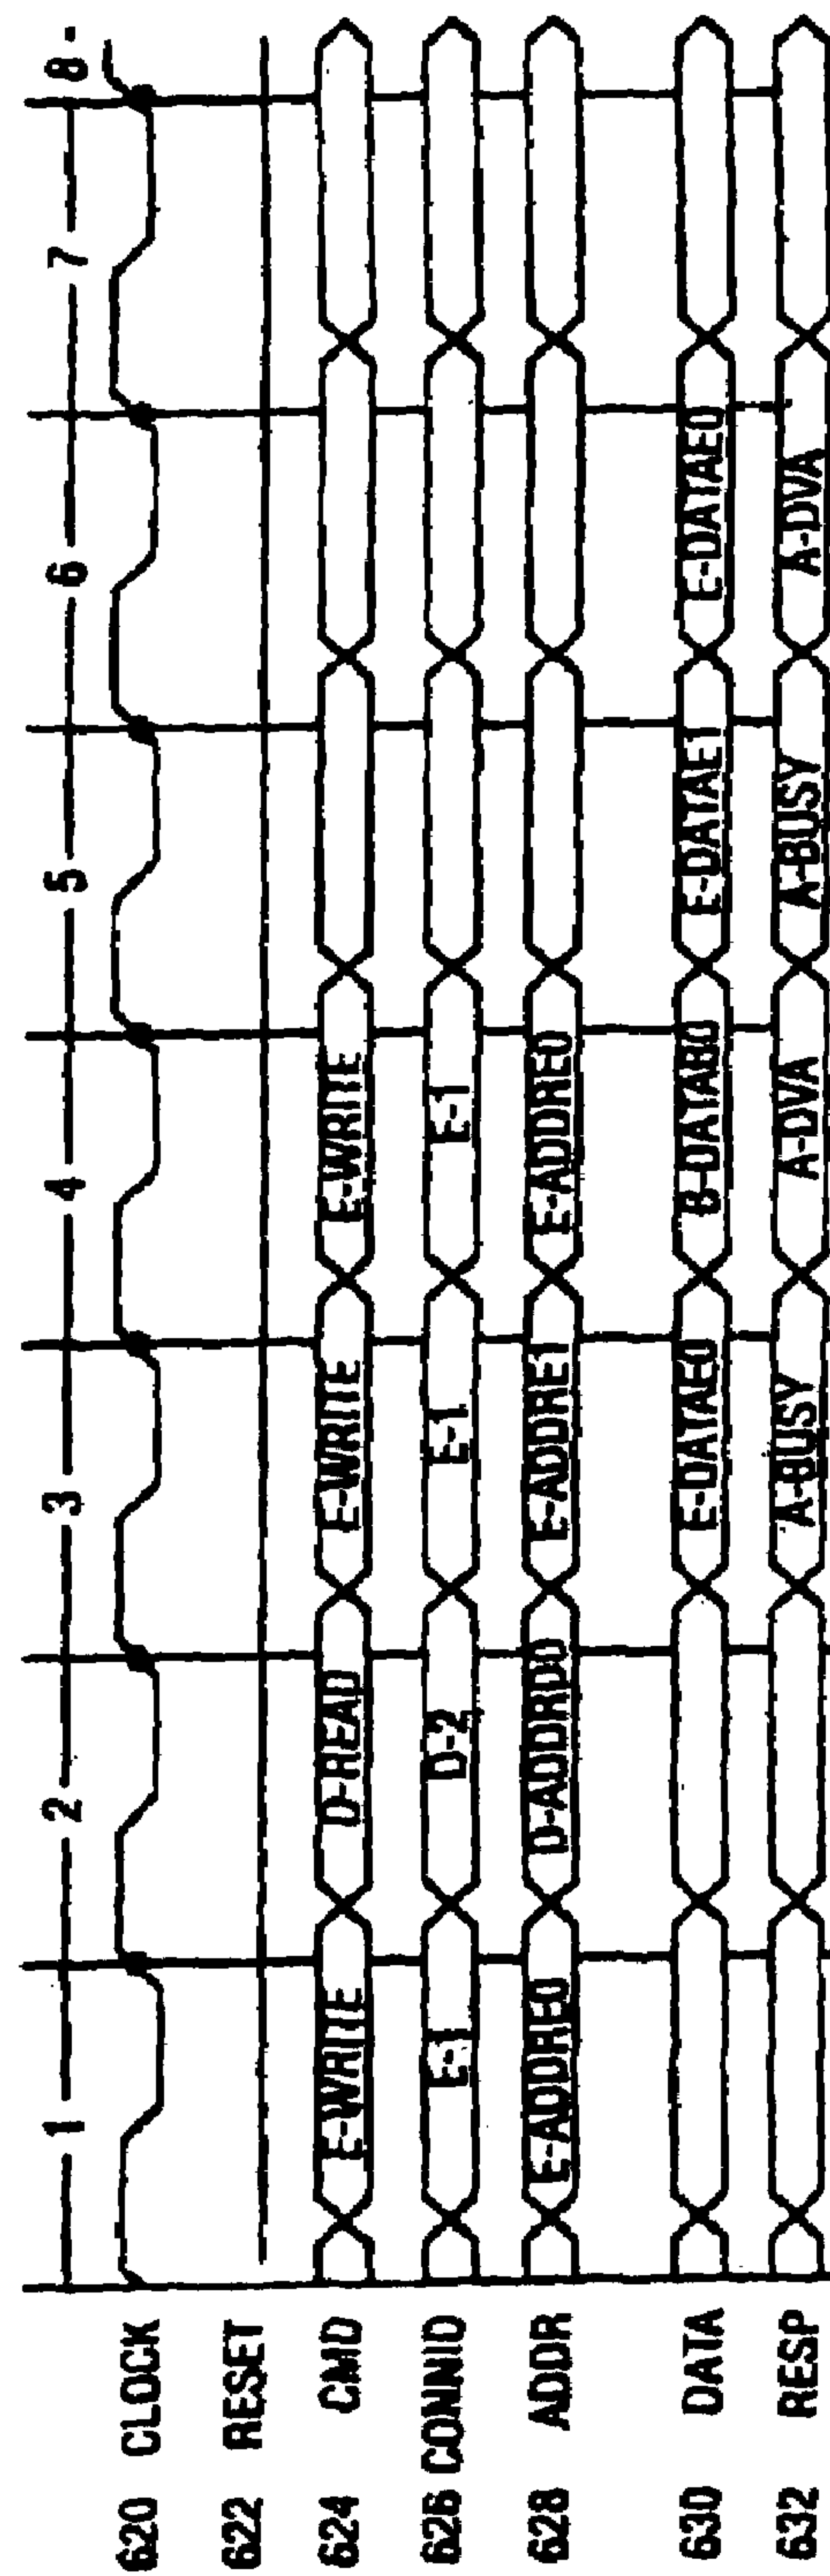 1 2 3 4 5 6 7 8
620 CLOCK
622 RESET
624 CMD E-WRITE D-READ E-WRITE E-WRITE
626 CONNID E-1 D-2 E-1 E-1
628 ADDR E-ADDRE0 D-ADDRD0 E-ADDRE1 E-ADDRE0
630 DATA E-DATAE0 B-DATAB0 E-DATAE1 E-DATAE0
632 RESP A-BUSY A-DVA A-BUSY A-DVA